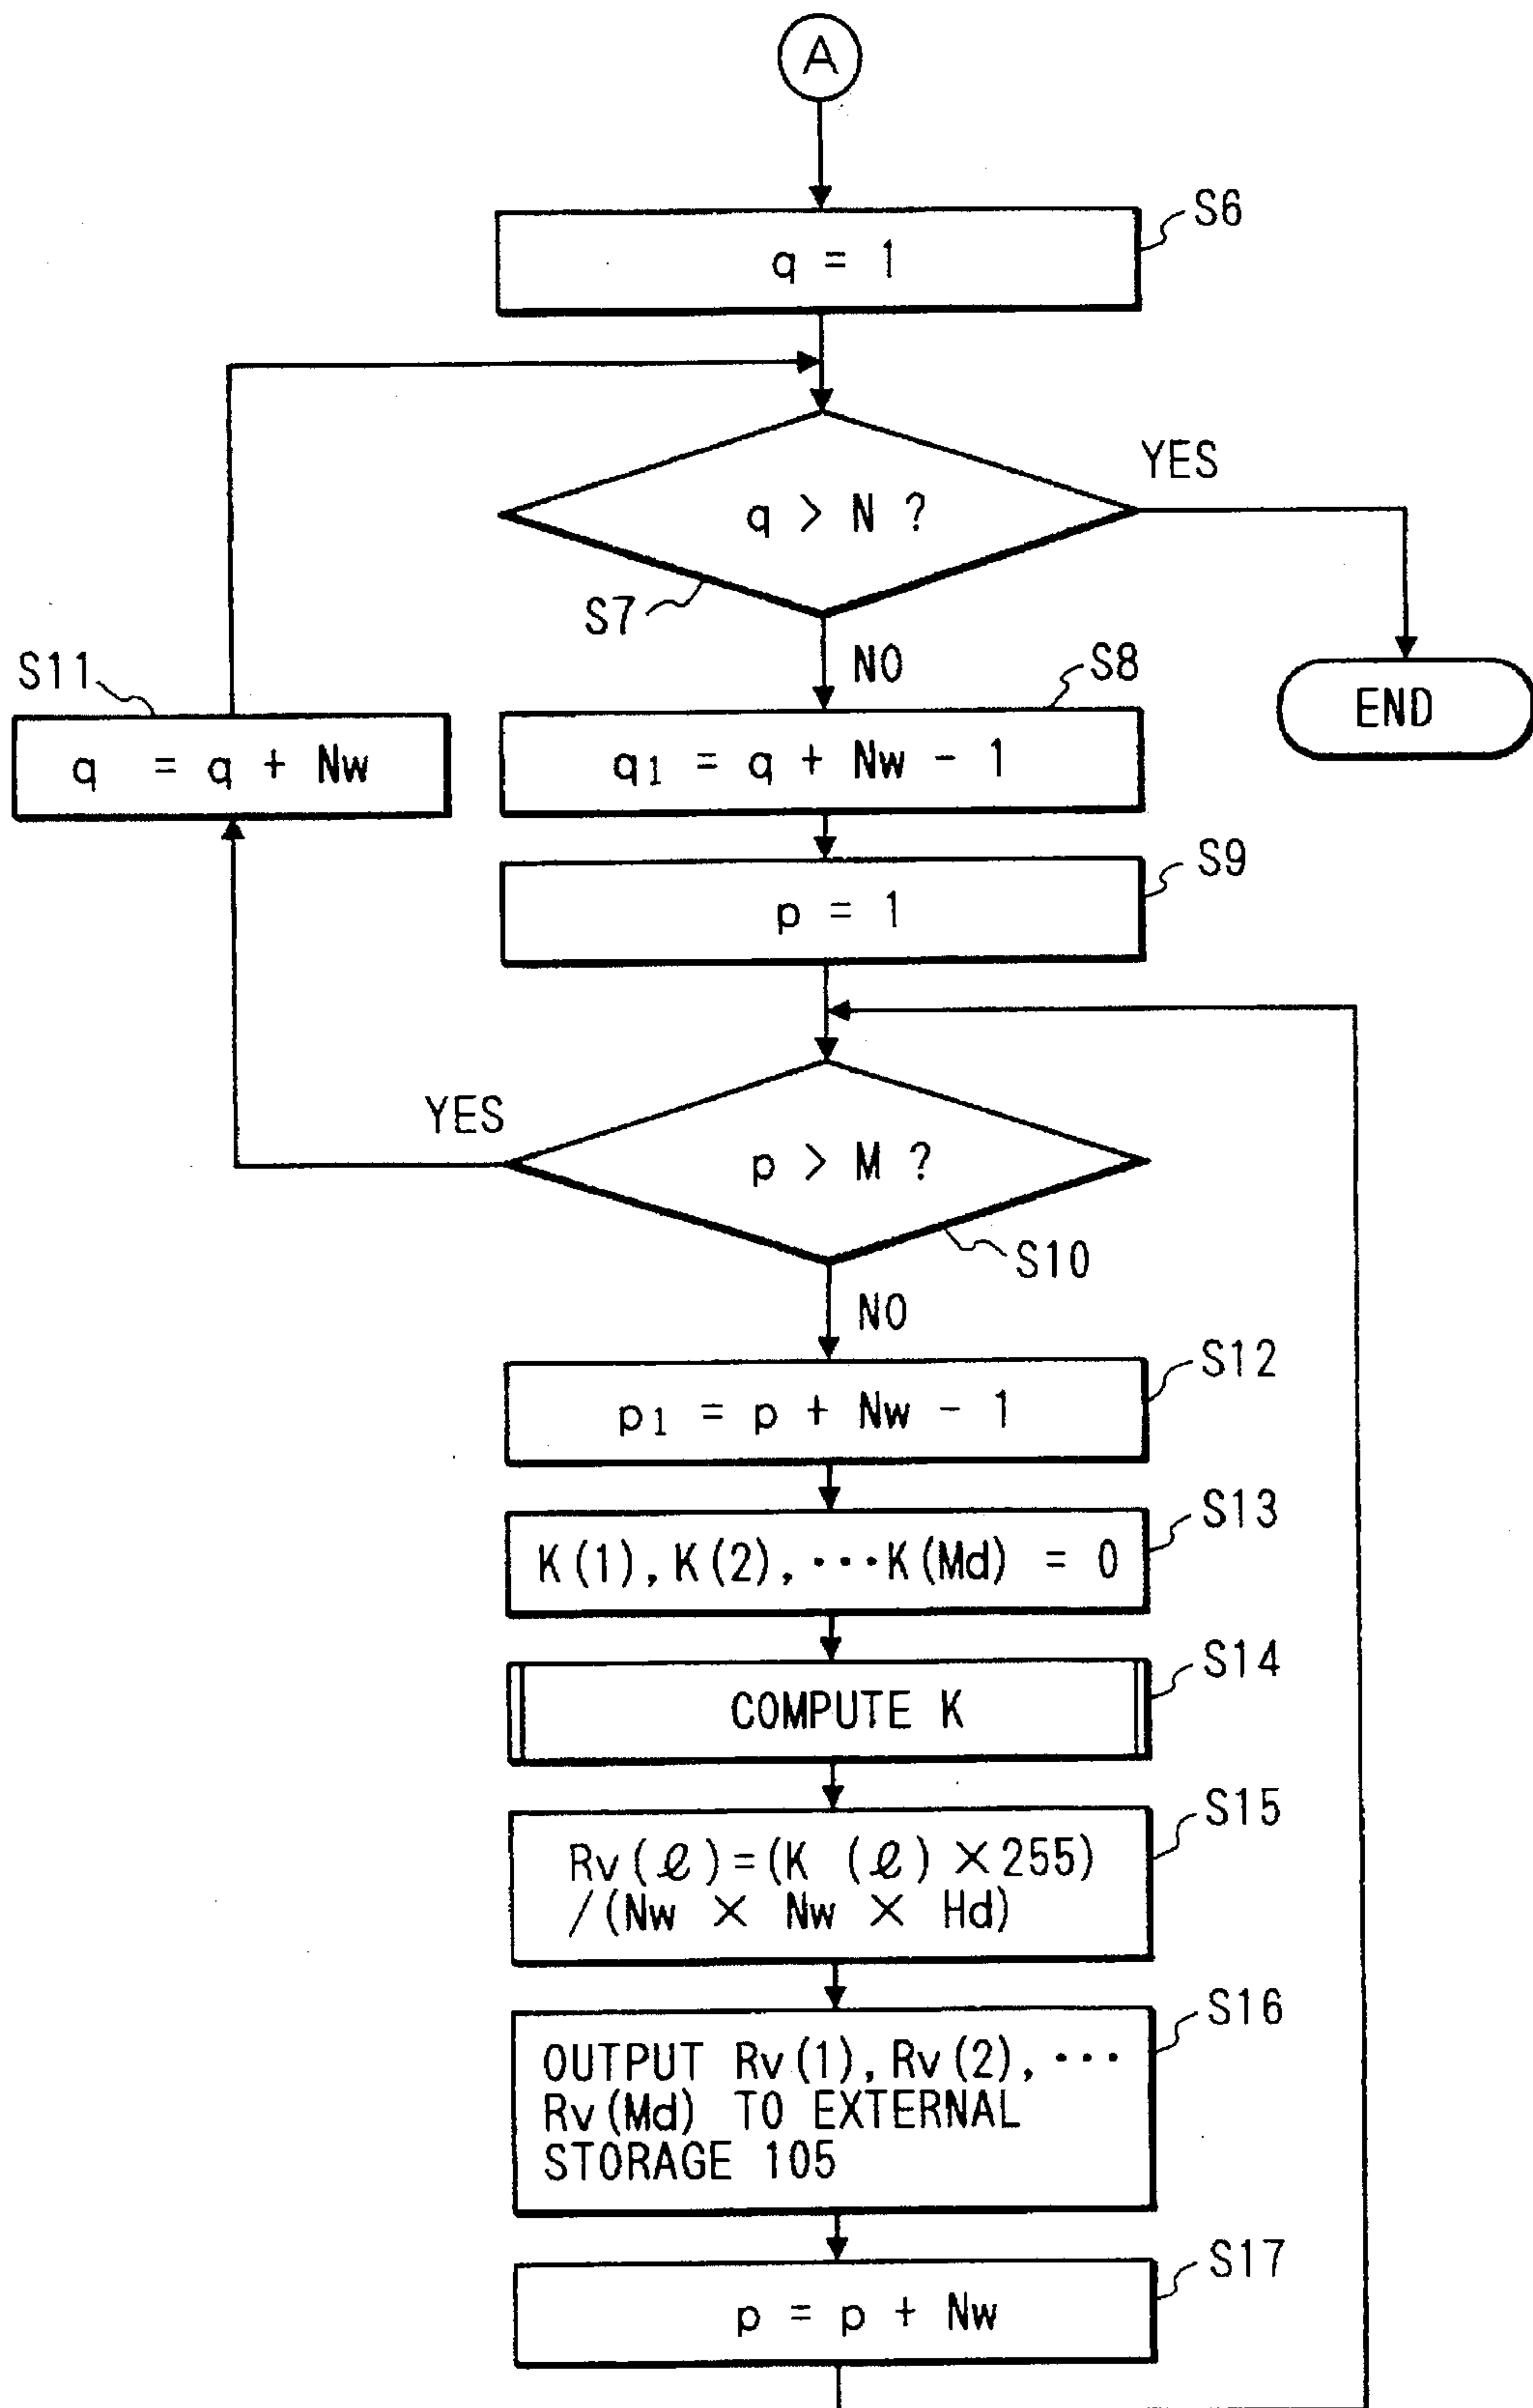 A
S6
q = 1
YES
q > N ?
S7
NO
S8
S11
END
q = q + Nw
q1 = q + Nw - 1
S9
p = 1
YES
p > M ?
S10
NO
S12
p1 = p + Nw - 1
S13
K(1), K(2), ···K(Md) = 0
S14
COMPUTE K
S15
Rv(ℓ)=(K (ℓ) ×255)
/(Nw × Nw × Hd)
S16
OUTPUT Rv(1), Rv(2), ···
Rv(Md) TO EXTERNAL
STORAGE 105
S17
p = p + Nw